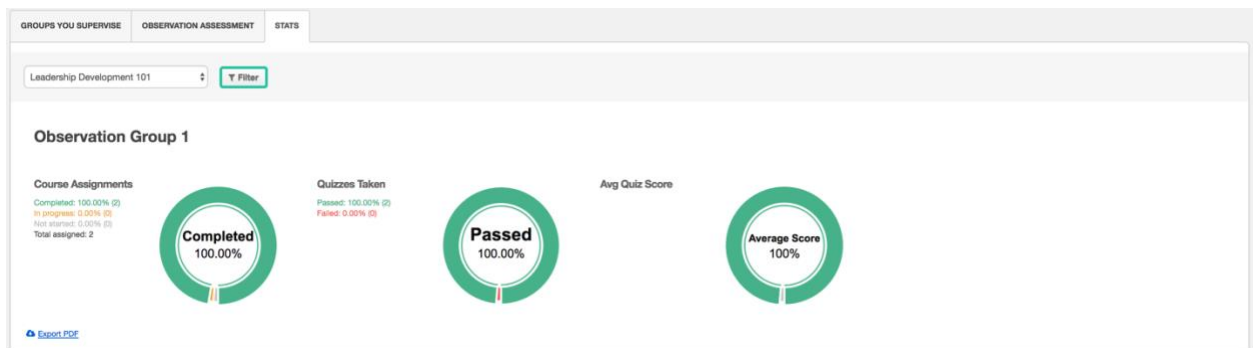 GROUPS YOU SUPERVISE
OBSERVATION ASSESSMENT
STATS
Leadership Development 101
Filter
Observation Group 1
Course Assignments
Completed: 100.00% (2)
In progress: 0.00% (0)
Not started: 0.00% (0)
Total assigned: 2
Completed
100.00%
Quizzes Taken
Passed: 100.00% (2)
Failed: 0.00% (0)
Passed
100.00%
Avg Quiz Score
Average Score
100%
Export PDF